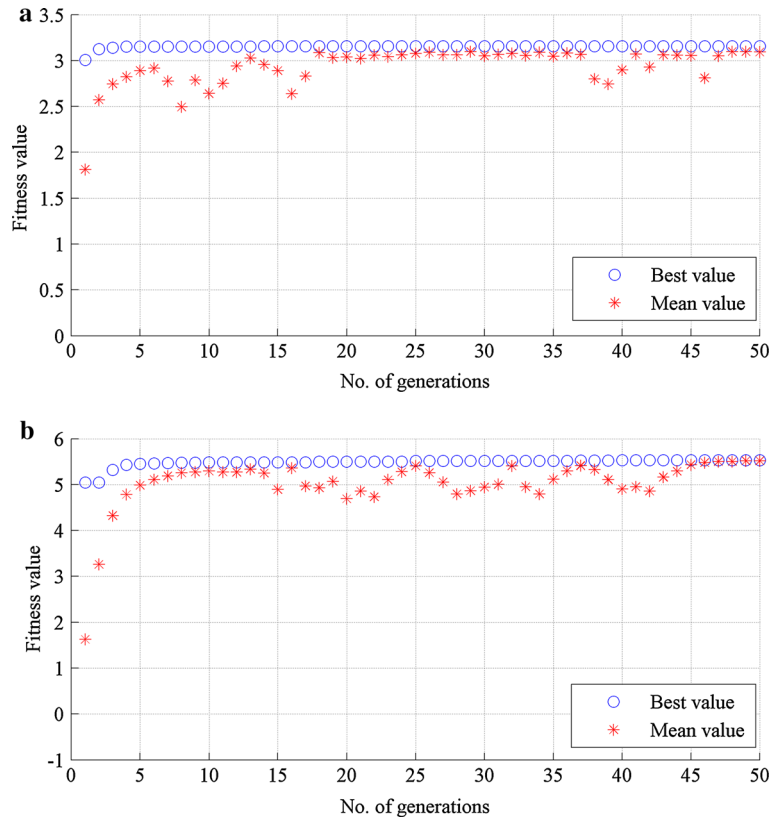 a
3.5
3
2.5
2
1.5
1
0.5
0
Fitness value
Best value
Mean value
0 5 10 15 20 25 30 35 40 45 50
No. of generations
b
6
5
4
3
2
1
0
-1
Fitness value
Best value
Mean value
0 5 10 15 20 25 30 35 40 45 50
No. of generations